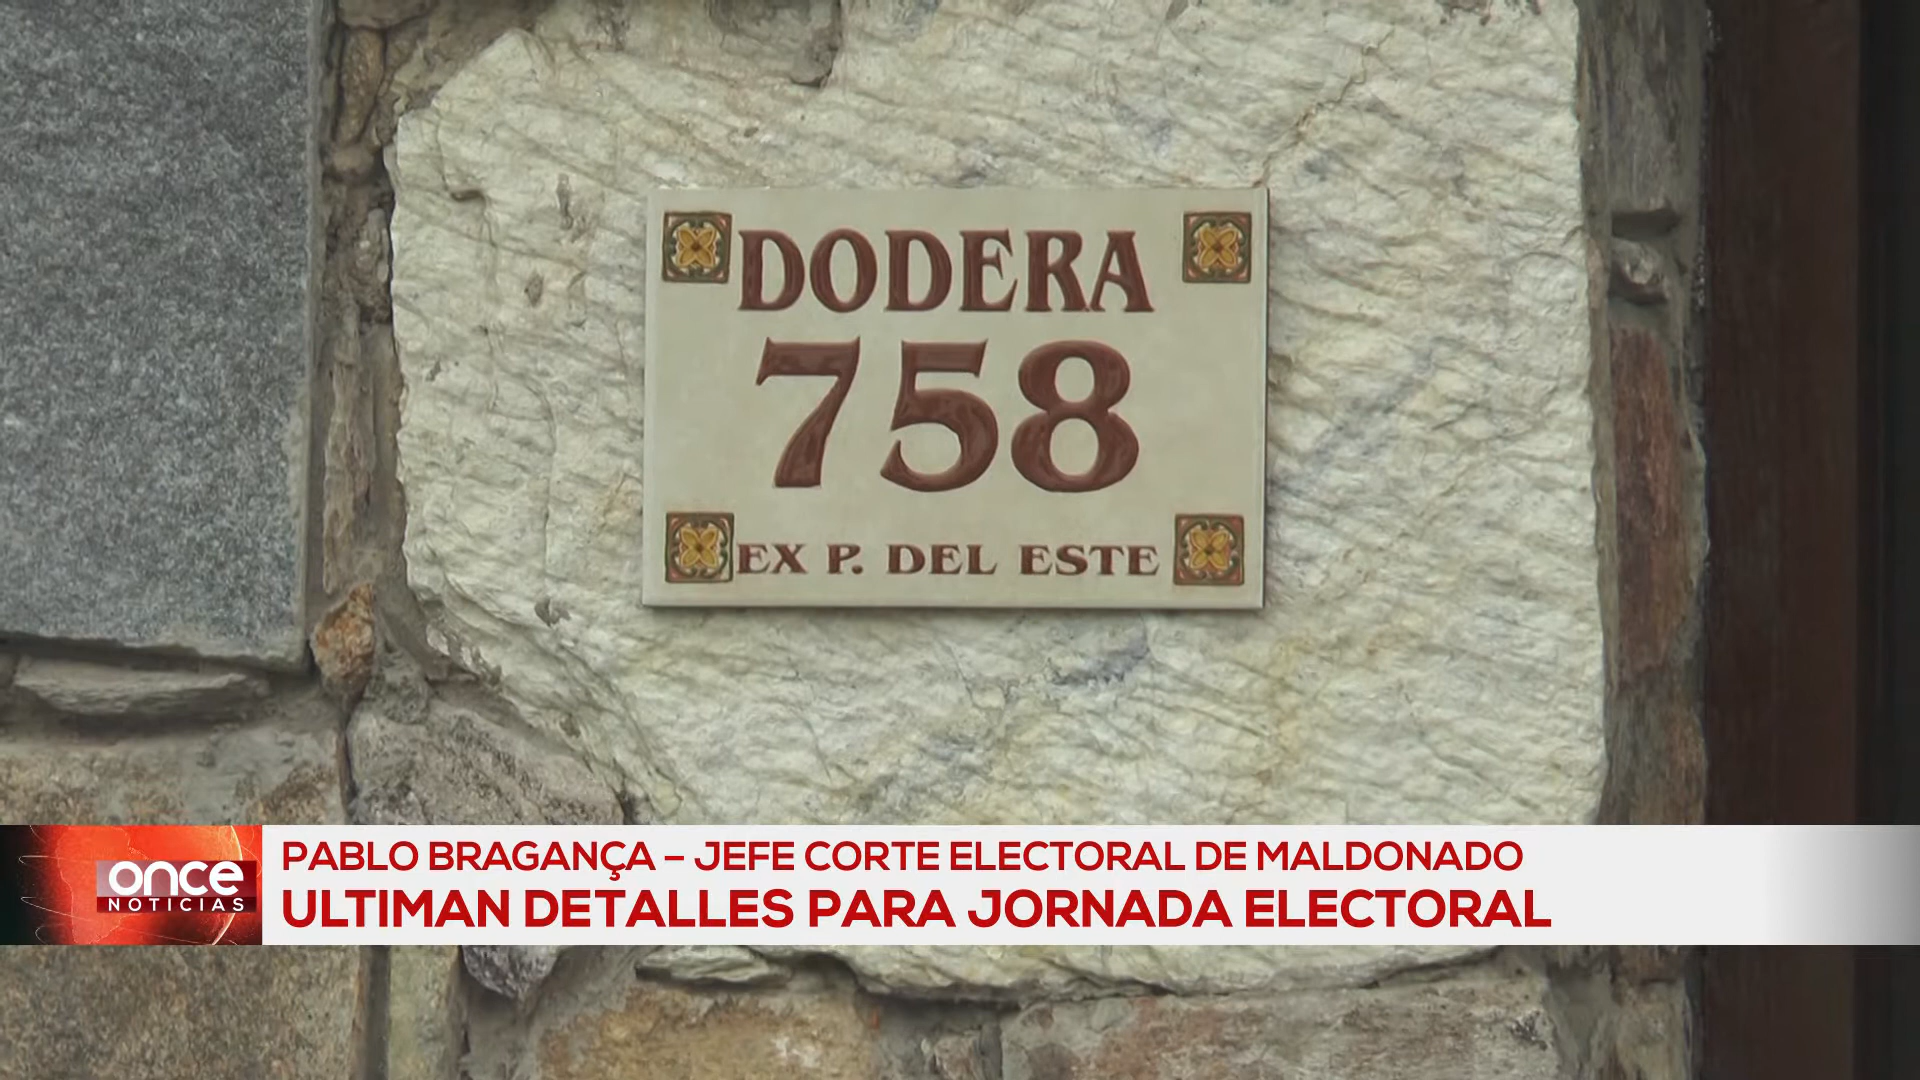 DODERA
758
EX P. DEL ESTE
once
NOTICIAS
PABLO BRAGANÇA – JEFE CORTE ELECTORAL DE MALDONADO
ULTIMAN DETALLES PARA JORNADA ELECTORAL